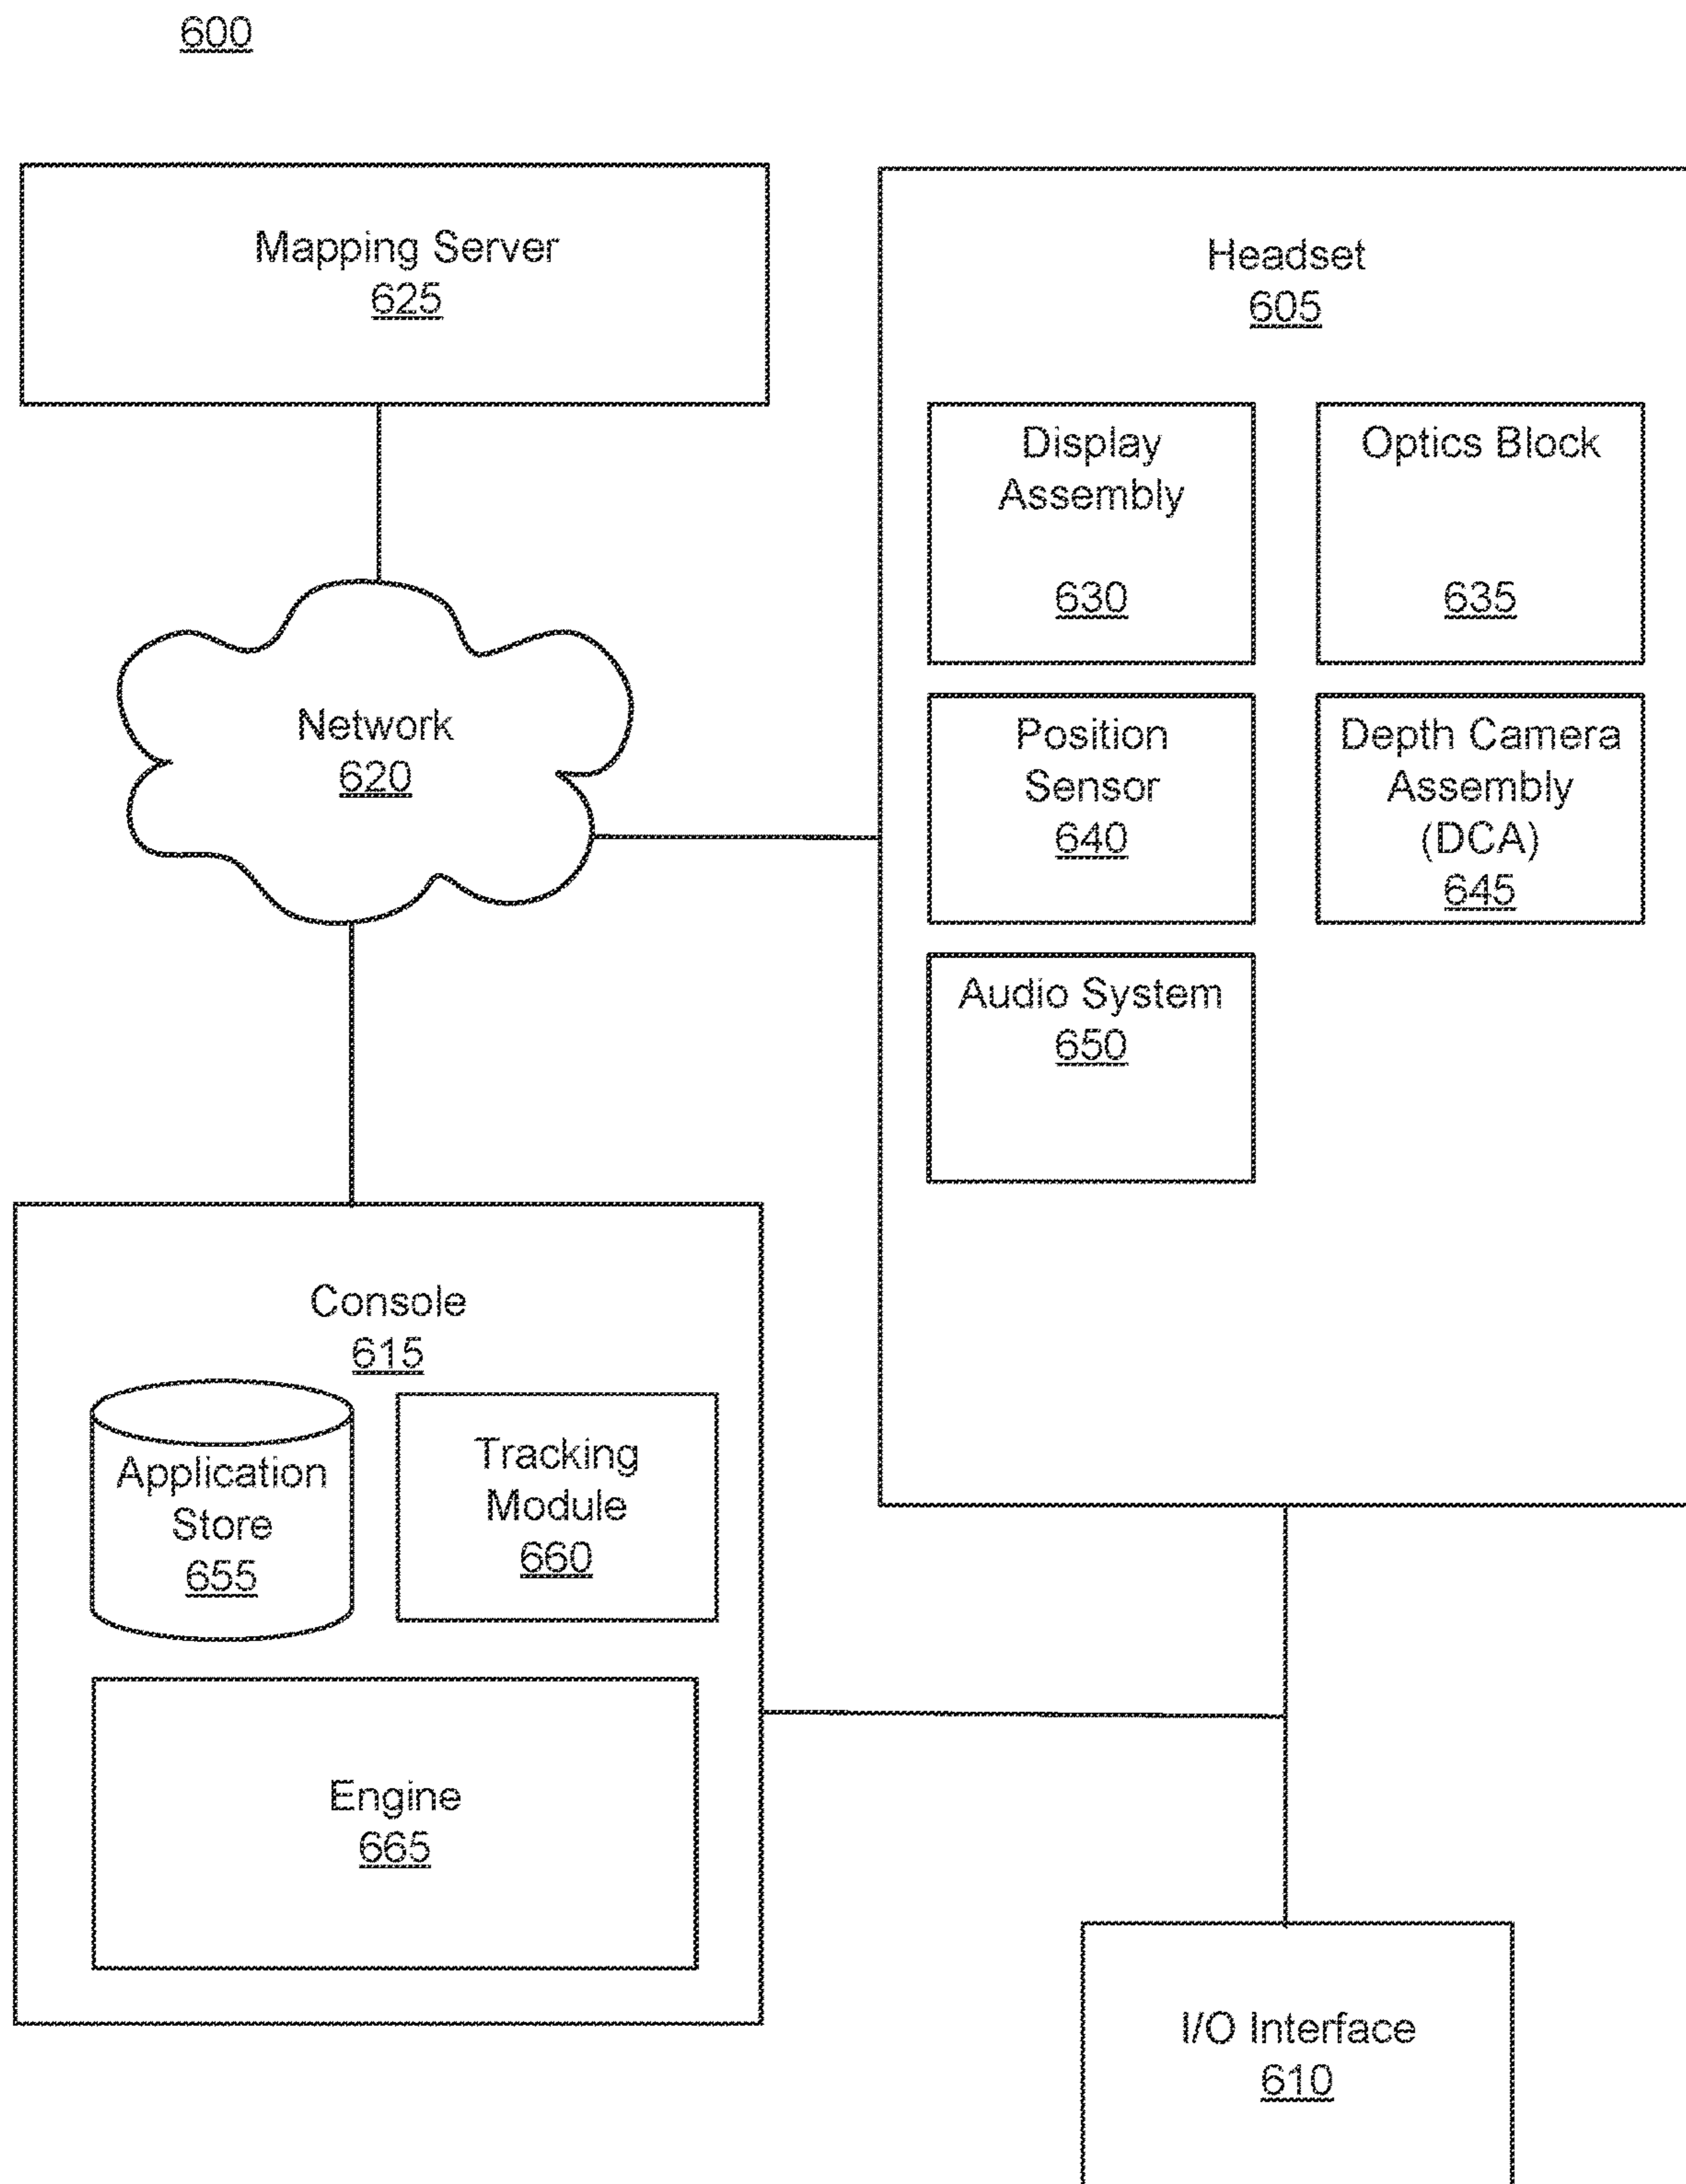 600
Mapping Server
625
Headset
605
Display
Assembly
630
Optics Block
635
Position
Sensor
640
Depth Camera
Assembly
(DCA)
645
Audio System
650
Network
620
Console
615
Application
Store
655
Tracking
Module
660
Engine
665
I/O Interface
610